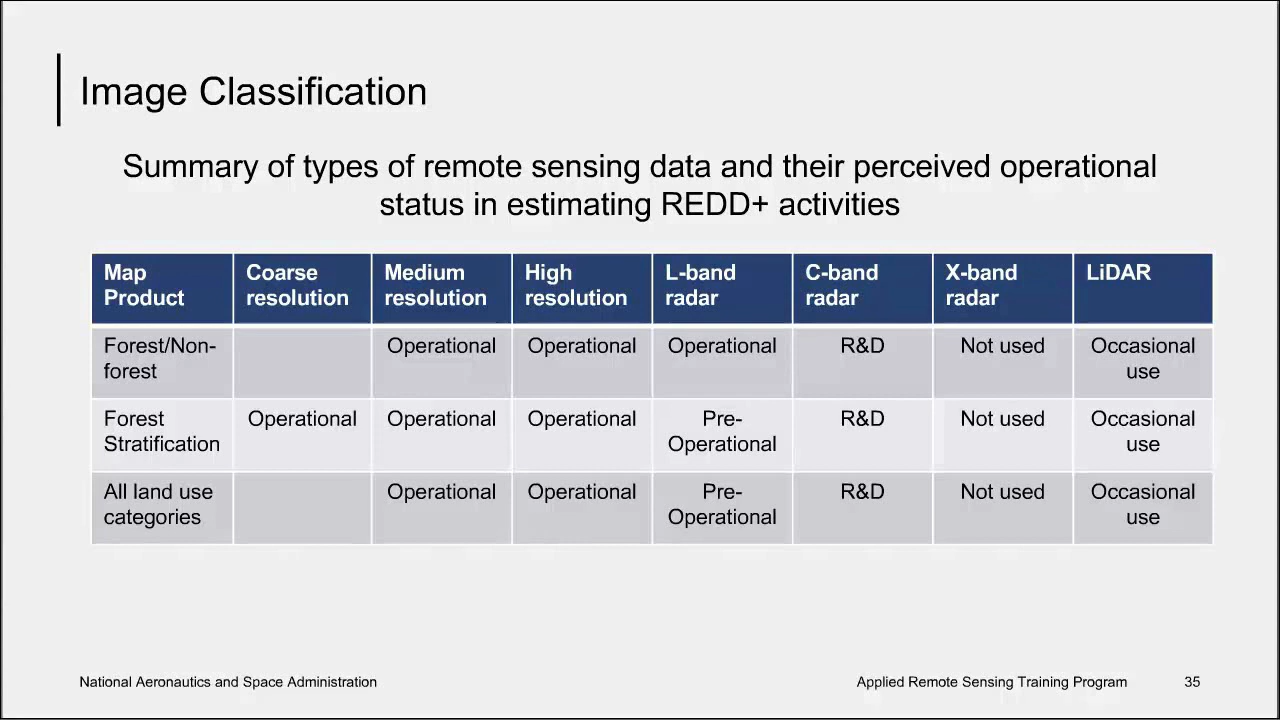 Image Classification
Summary of types of remote sensing data and their perceived operational
status in estimating REDD+ activities
Map Product	Coarse resolution	Medium resolution	High resolution	L-band radar	C-band radar	X-band radar	LiDAR
Forest/Non-forest		Operational	Operational	Operational	R&D	Not used	Occasional use
Forest Stratification	Operational	Operational	Operational	Pre-Operational	R&D	Not used	Occasional use
All land use categories		Operational	Operational	Pre-Operational	R&D	Not used	Occasional use
National Aeronautics and Space Administration
Applied Remote Sensing Training Program
35